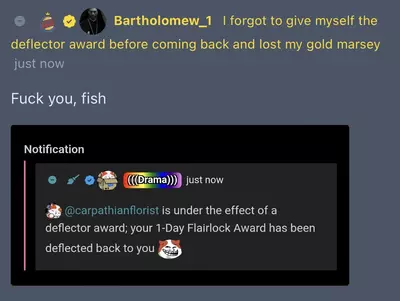 Bartholomew_1 I forgot to give myself the
deflector award before coming back and lost my gold marsey
just now
Fuck you, fish
Notification
(((Drama))) just now
@carpathianflorist is under the effect of a
deflector award; your 1-Day Flairlock Award has been
deflected back to you